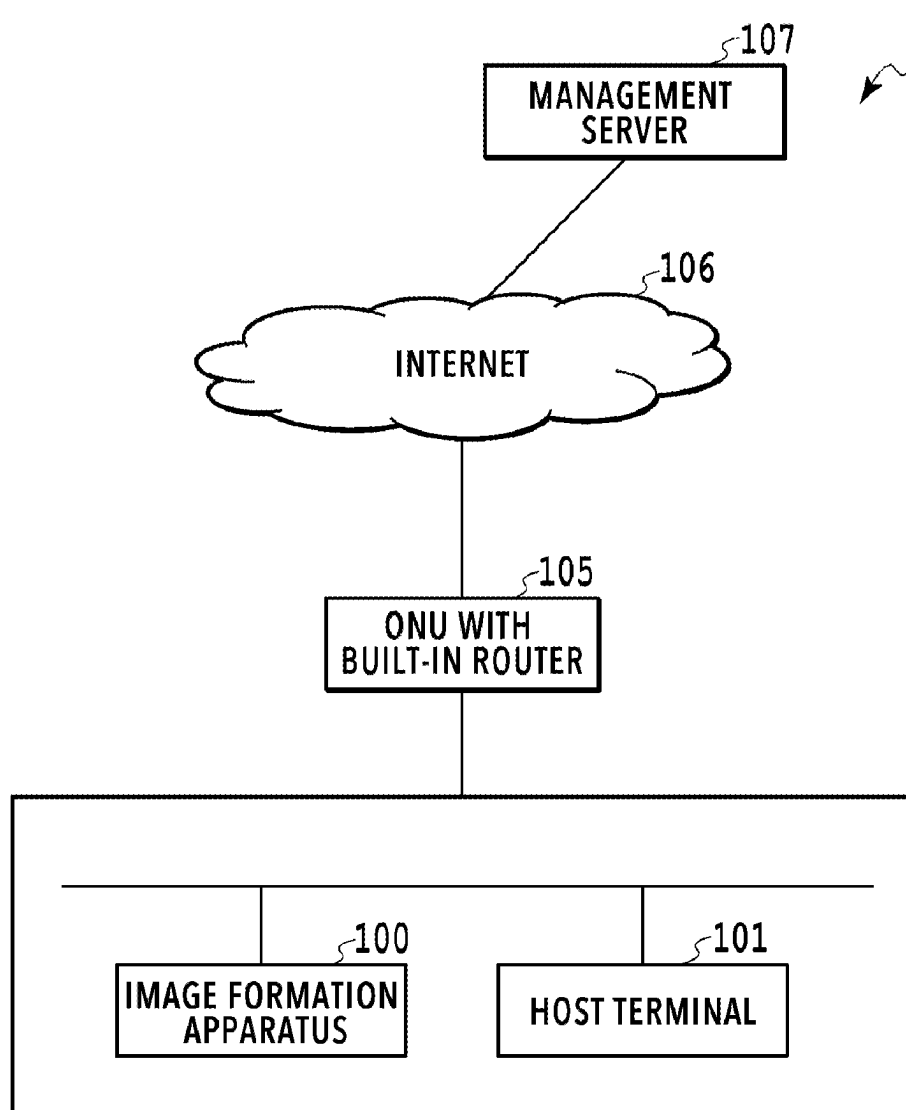 107
MANAGEMENT
SERVER
106
INTERNET
105
ONU WITH
BUILT-IN ROUTER
100
101
IMAGE FORMATION
APPARATUS
HOST TERMINAL